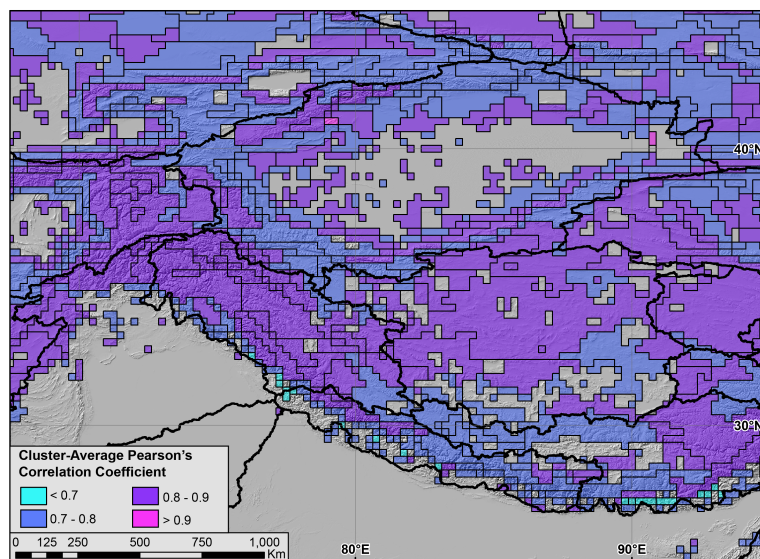 40°N
30°N
Cluster-Average Pearson's
Correlation Coefficient
< 0.7
0.8 - 0.9
0.7 - 0.8
> 0.9
0 125 250 500 750 1,000
Km
80°E
90°E